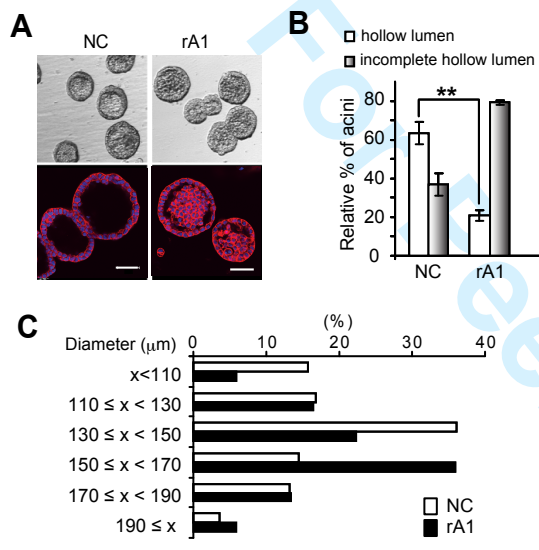 A
NC
rA1
B
hollow lumen
incomplete hollow lumen
**
Relative % of acini
80
60
40
20
0
NC
rA1
C
(%)
Diameter (μm)
0
10
20
30
40
x<110
110 ≤ x < 130
130 ≤ x < 150
150 ≤ x < 170
170 ≤ x < 190
190 ≤ x
NC
rA1